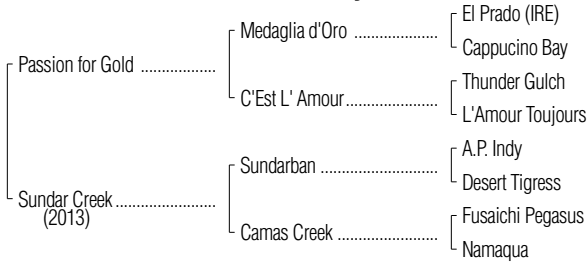 El Prado (IRE)
Medaglia d'Oro ...................
Cappucino Bay
Passion for Gold .................
Thunder Gulch
C'Est L' Amour.....................
L'Amour Toujours
A.P. Indy
Sundarban ...........................
Desert Tigress
Sundar Creek .......................
(2013)
Fusaichi Pegasus
Camas Creek .......................
Namaqua